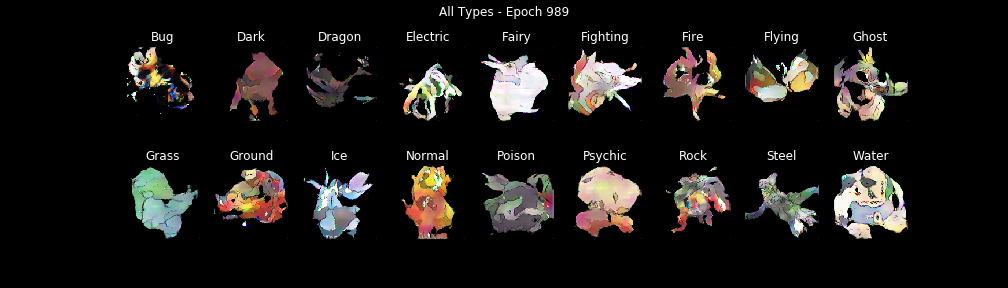 All Types - Epoch 989
Bug Dark Dragon Electric Fairy Fighting Fire Flying Ghost
Grass Ground Ice Normal Poison Psychic Rock Steel Water